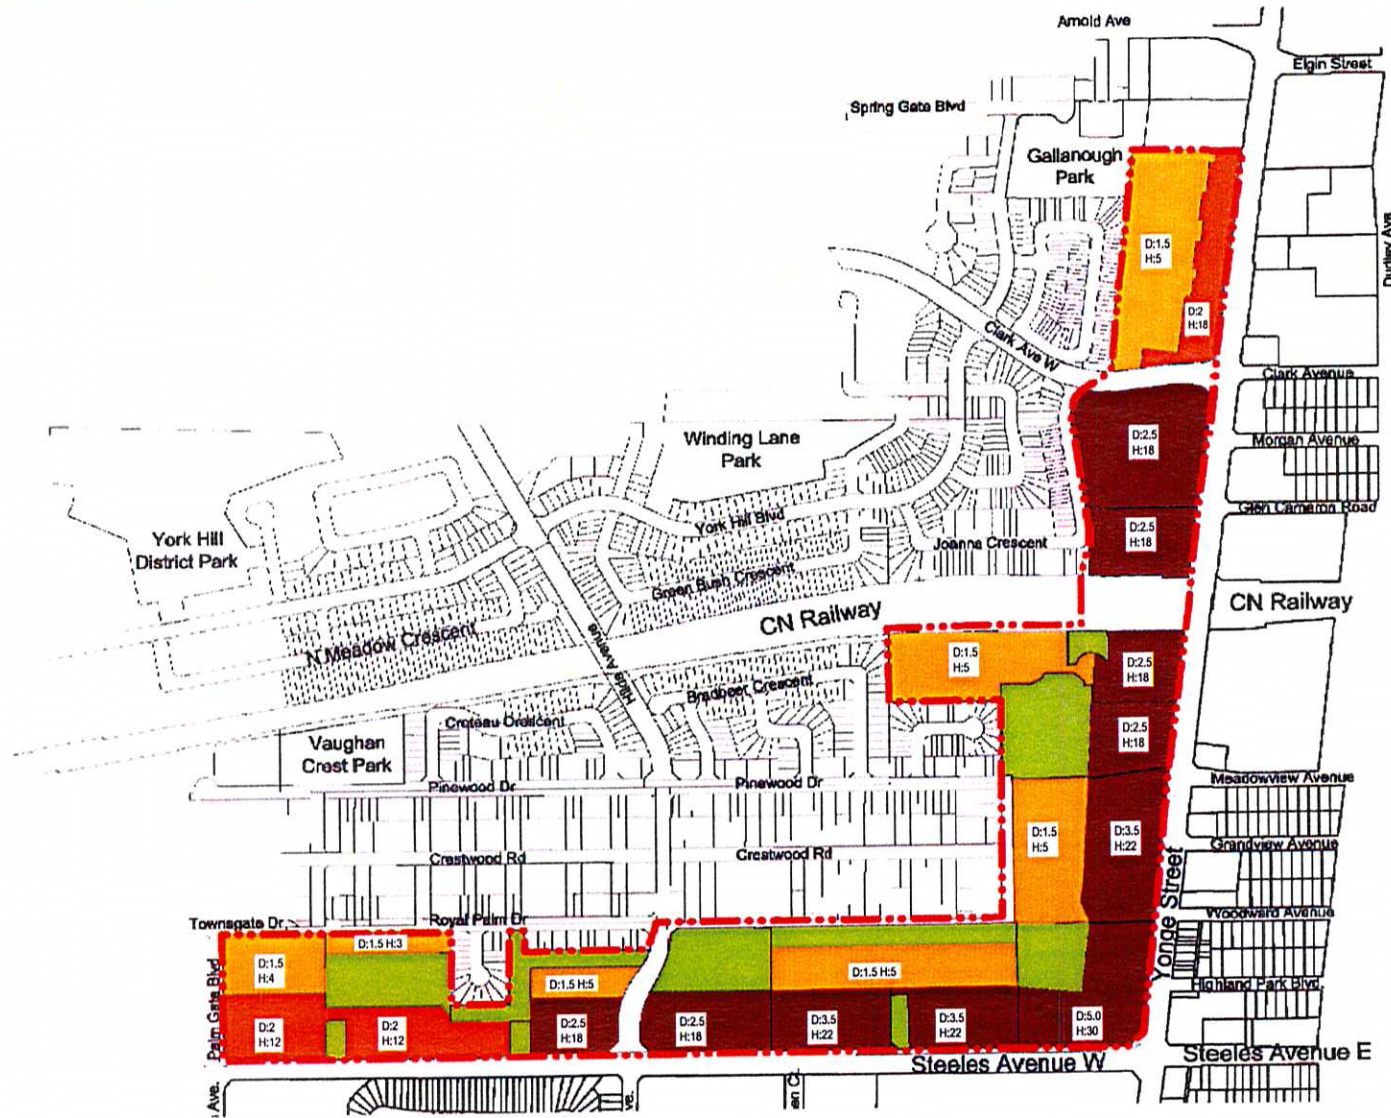 Arnold Ave
Elgin Street
Spring Gate Blvd
Gallanough
Park
Dudley Ave
D:1.5
H:5
D:2
H:18
Clark Ave W
Clark Avenue
D:2.5
H:18
Morgan Avenue
Winding Lane
Park
Glen Cameron Road
York Hill Blvd
York Hill
District Park
D:2.5
H:18
Joanna Crescent
Green Bush Crescent
CN Railway
CN Railway
N Meadow Crescent
Hilda Avenue
D:1.5
H:5
D:2.5
H:18
Bradbeer Crescent
Croteau Crescent
D:2.5
H:18
Vaughan
Crest Park
Meadowview Avenue
Pinewood Dr
Pinewood Dr
D:1.5
H:5
D:3.5
H:22
Grandview Avenue
Crestwood Rd
Crestwood Rd
Yonge Street
Woodward Avenue
Townsgate Dr
Royal Palm Dr
D:1.5 H:3
D:1.5
H:4
D:1.5 H:5
D:1.5 H:5
Highland Park Blvd.
Palm Gate Blvd
D:2
H:12
D:2
H:12
D:2.5
H:18
D:2.5
H:18
D:3.5
H:22
D:3.5
H:22
D:5.0
H:30
Steeles Avenue W
Steeles Avenue E
Ave.
ve.
en C